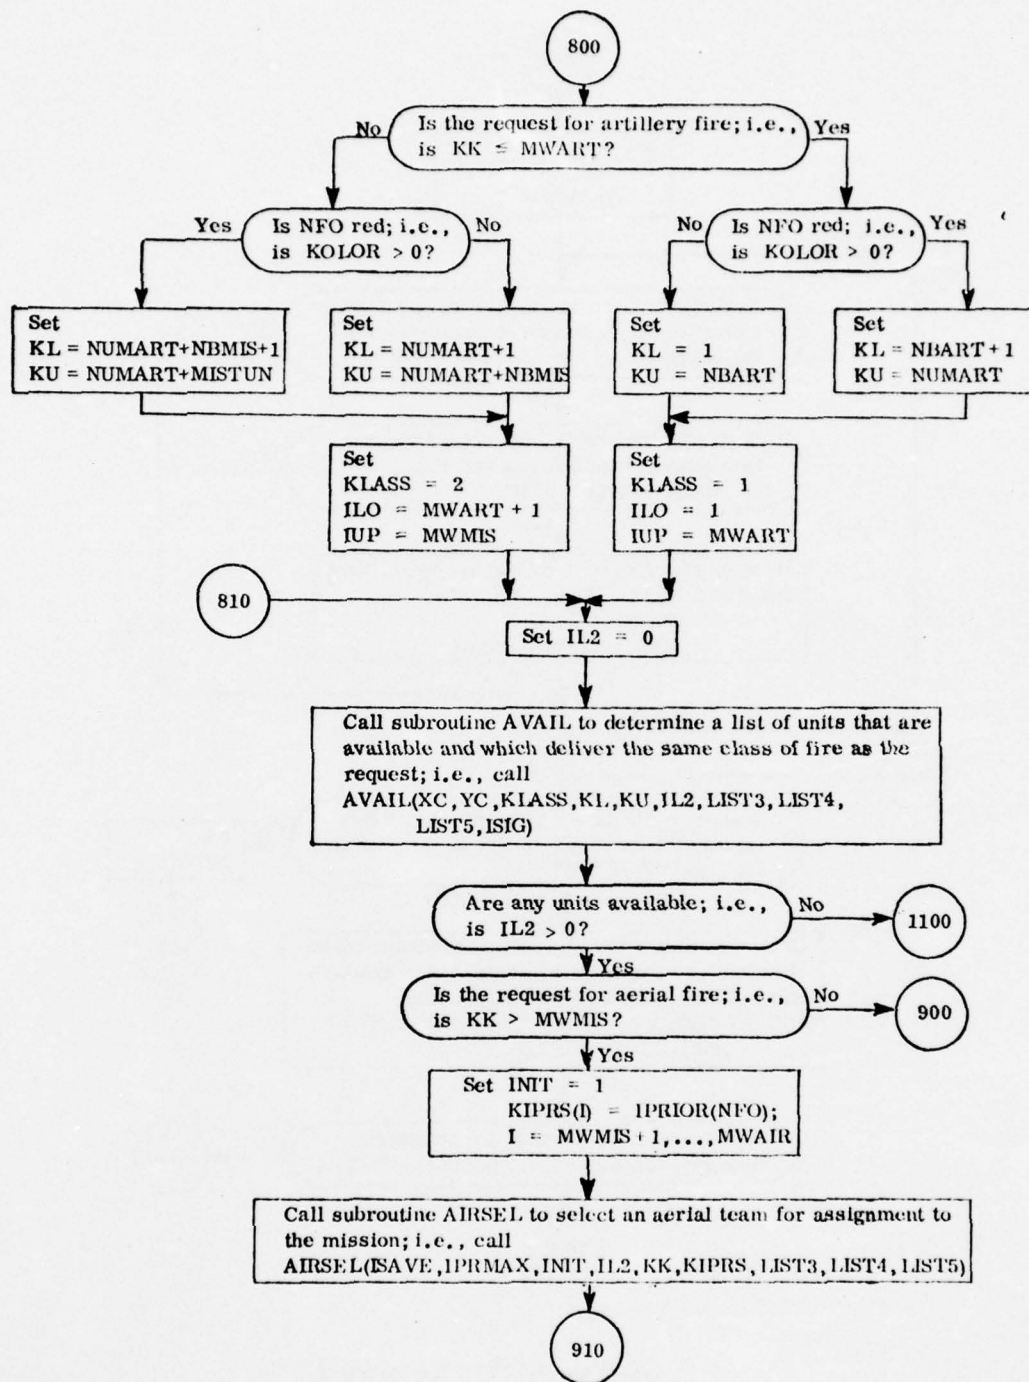 800
Is the request for artillery fire; i.e.,
is KK ≤ MWART?
No
Yes
Is NFO red; i.e.,
is KOLOR > 0?
Yes
No
Is NFO red; i.e.,
is KOLOR > 0?
No
Yes
Set
KL = NUMART+NBMIS+1
KU = NUMART+MISTUN
Set
KL = NUMART+1
KU = NUMART+NBMIS
Set
KL = 1
KU = NBART
Set
KL = NBART + 1
KU = NUMART
Set
KLASS = 2
ILO = MWART + 1
IUP = MWMIS
Set
KLASS = 1
ILO = 1
IUP = MWART
810
Set IL2 = 0
Call subroutine AVAIL to determine a list of units that are
available and which deliver the same class of fire as the
request; i.e., call
AVAIL(XC,YC,KLASS,KL,KU,IL2,LIST3,LIST4,
LIST5,ISIG)
Are any units available; i.e.,
is IL2 > 0?
No
1100
Yes
Is the request for aerial fire; i.e.,
is KK > MWMIS?
No
900
Yes
Set INIT = 1
KIPRS(I) = IPRIOR(NFO);
I = MWMIS+1,...,MWAIR
Call subroutine AIRSEL to select an aerial team for assignment to
the mission; i.e., call
AIRSEL(ISAVE,IPRMAX,INIT,IL2,KK,KIPRS,LIST3,LIST4,LIST5)
910